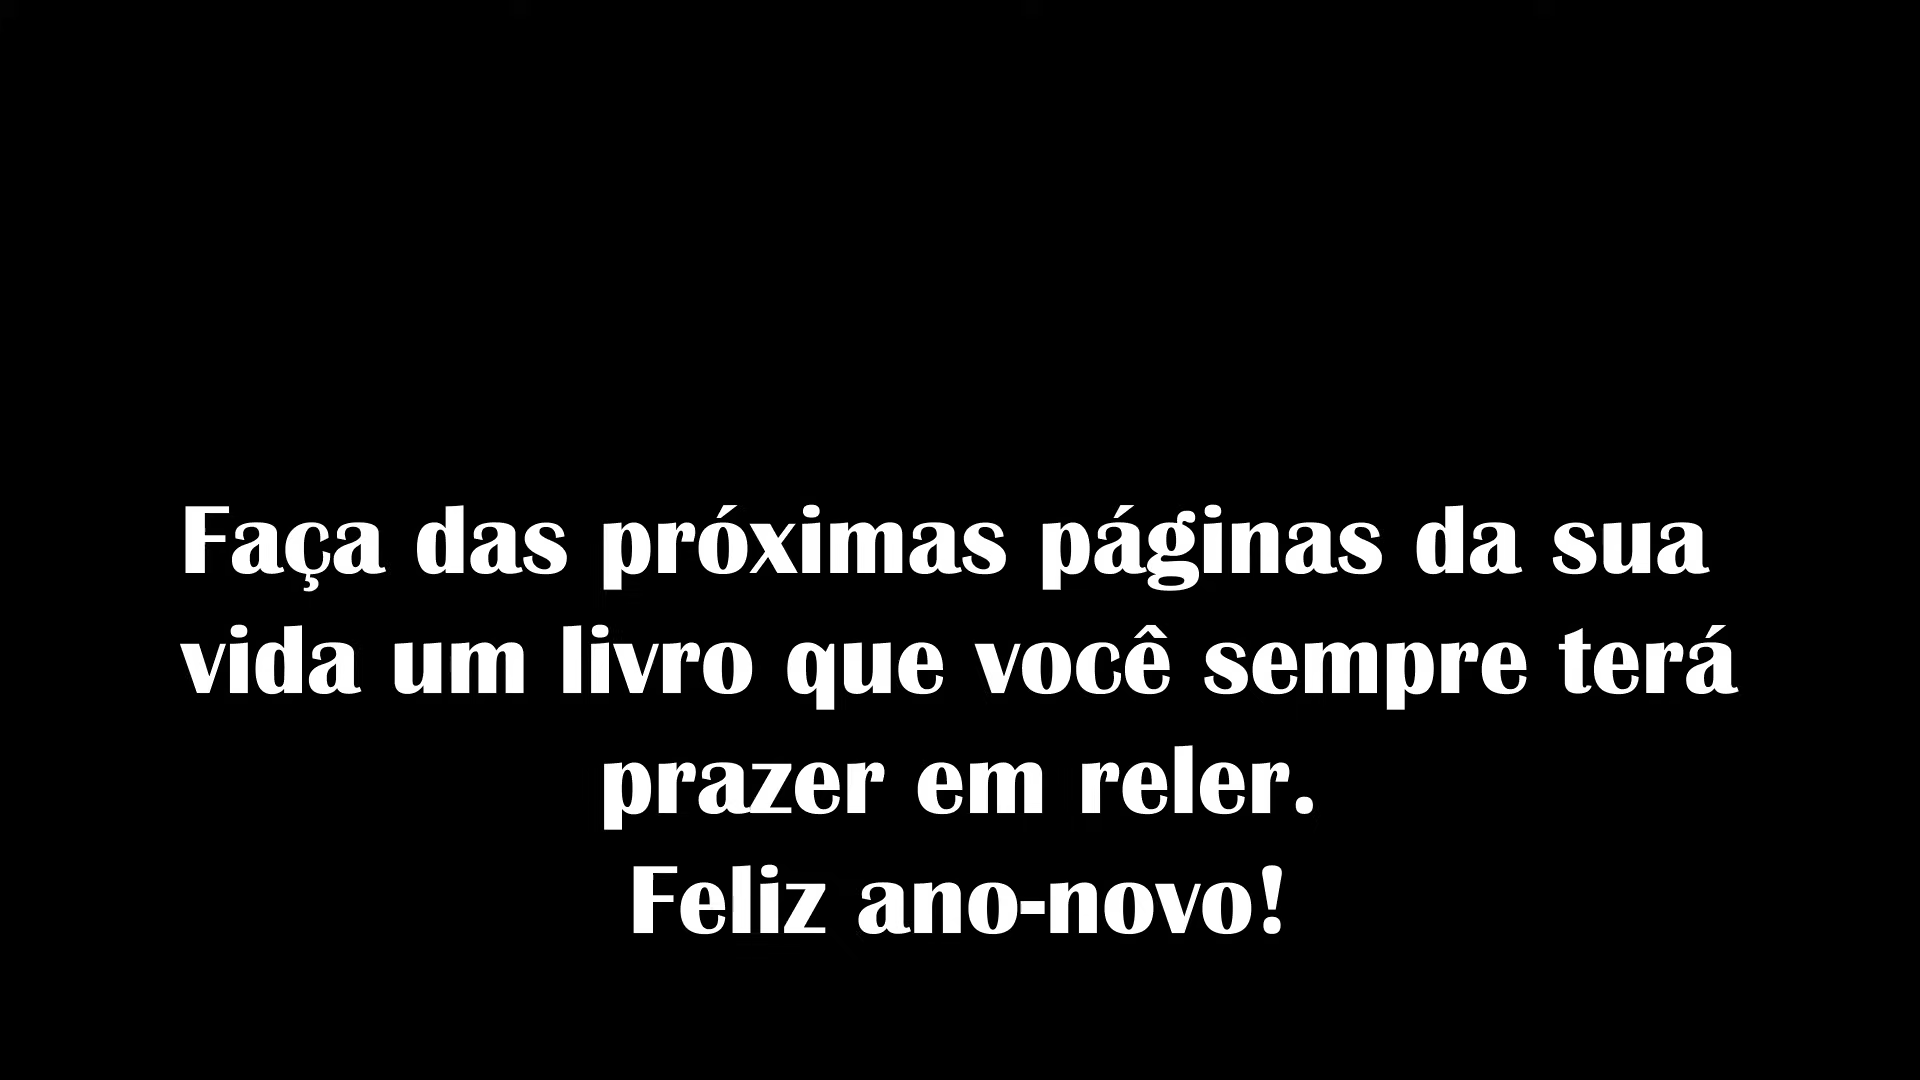 Faça das próximas páginas da sua
vida um livro que você sempre terá
prazer em reler.
Feliz ano-novo!